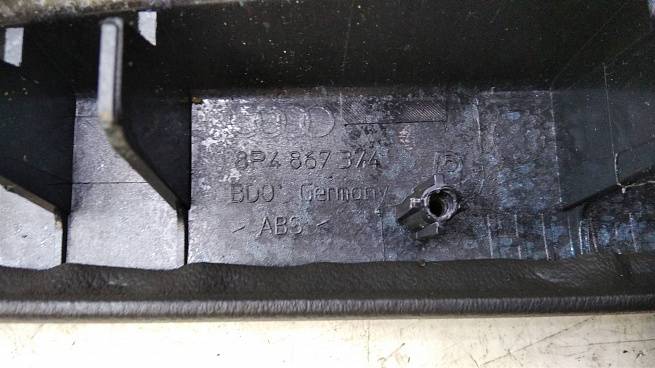 8P4 867 374
BDO Germany
> ABS <